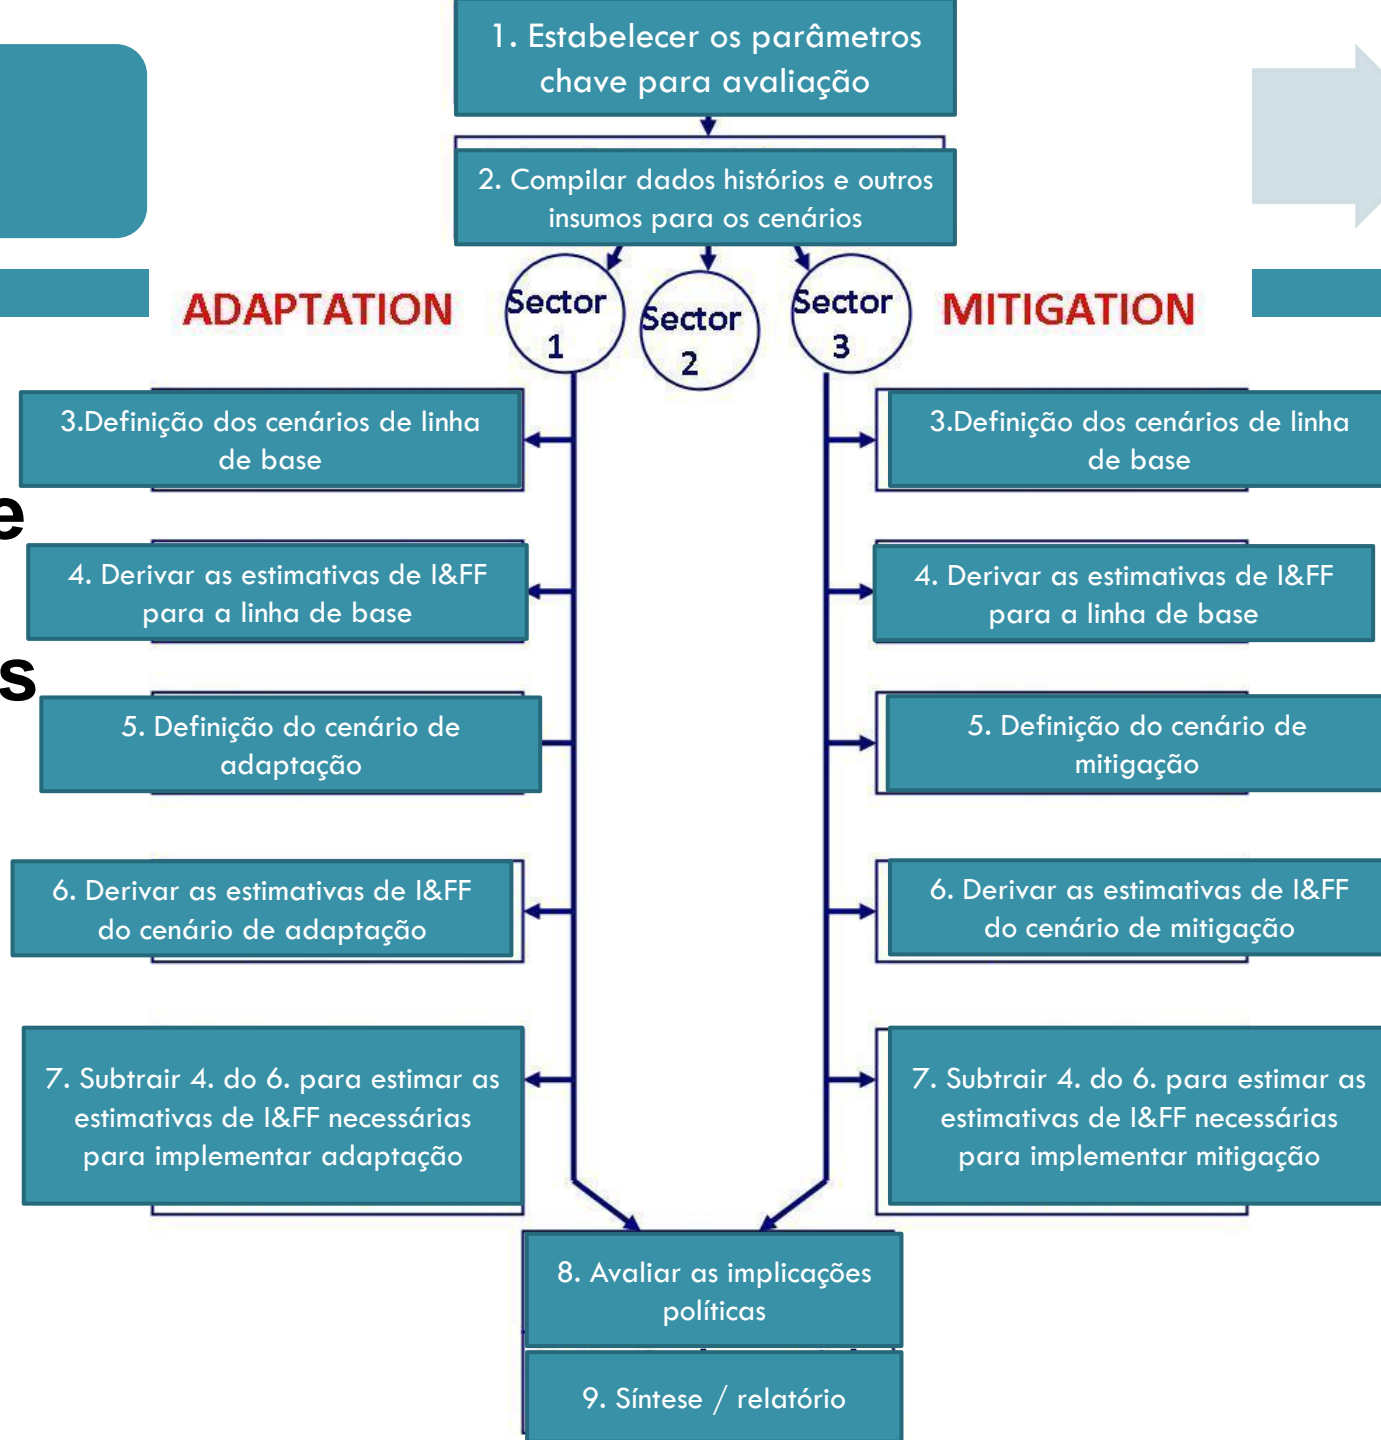 1. Estabelecer os parâmetros
chave para avaliação
2. Compilar dados histórios e outros
insumos para os cenários
ADAPTATION
Sector
1
Sector
2
Sector
3
MITIGATION
3.Definição dos cenários de linha
de base
3.Definição dos cenários de linha
de base
e
4. Derivar as estimativas de I&FF
para a linha de base
4. Derivar as estimativas de I&FF
para a linha de base
s
5. Definição do cenário de
adaptação
5. Definição do cenário de
mitigação
6. Derivar as estimativas de I&FF
do cenário de adaptação
6. Derivar as estimativas de I&FF
do cenário de mitigação
7. Subtrair 4. do 6. para estimar as
estimativas de I&FF necessárias
para implementar adaptação
7. Subtrair 4. do 6. para estimar as
estimativas de I&FF necessárias
para implementar mitigação
8. Avaliar as implicações
políticas
9. Síntese / relatório